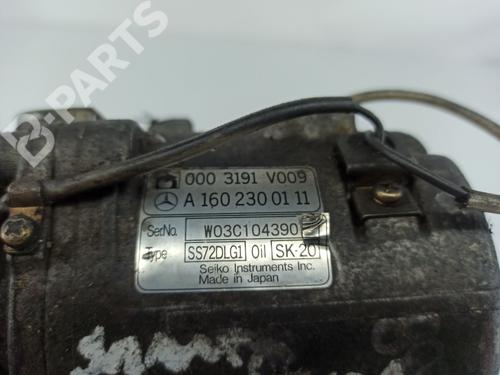 B-PARTS
000 3191 V009
A 160 230 01 11
Ser.No. W03C104390
Type SS72DLG1 Oil SK-20
Seiko Instruments Inc.
Made in Japan